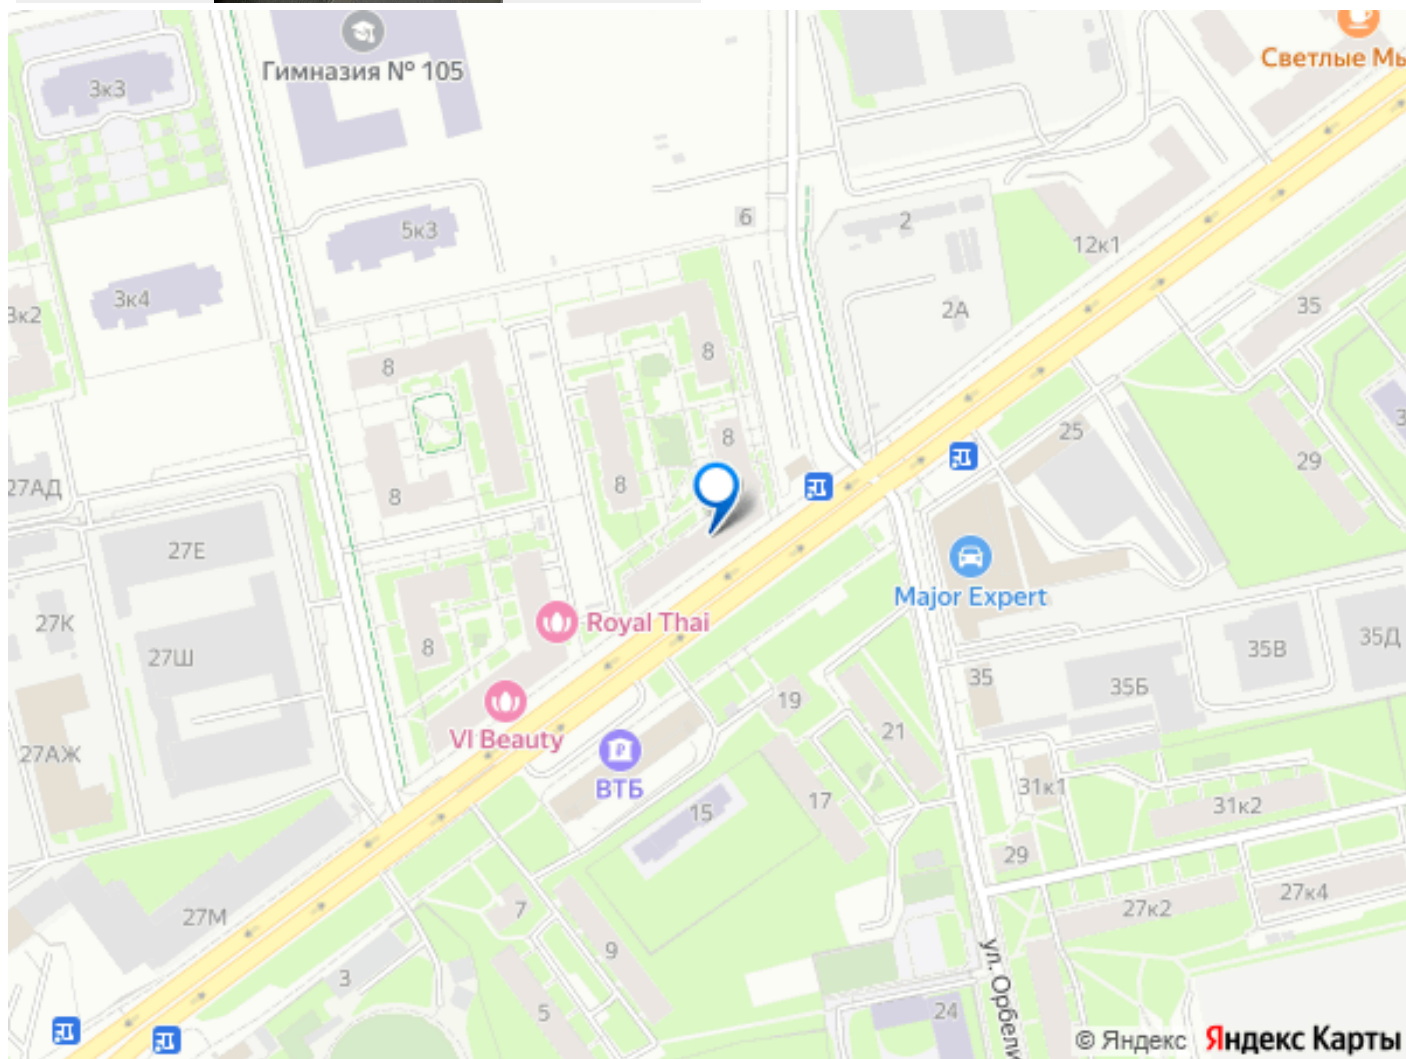 Гимназия № 105
Светлые Мы
3к3
6
5к3
2
12к1
3к4
3к2
2А
35
8
8
8
25
29
27АД
8
8
27Е
Major Expert
27К
Royal Thai
27Ш
8
35В
35Д
35
35Б
19
21
VI Beauty
27АЖ
ВТБ
31к1
17
15
31к2
29
27к4
7
27к2
27М
9
3
5
24
ул. Орбели
© Яндекс Яндекс Карты